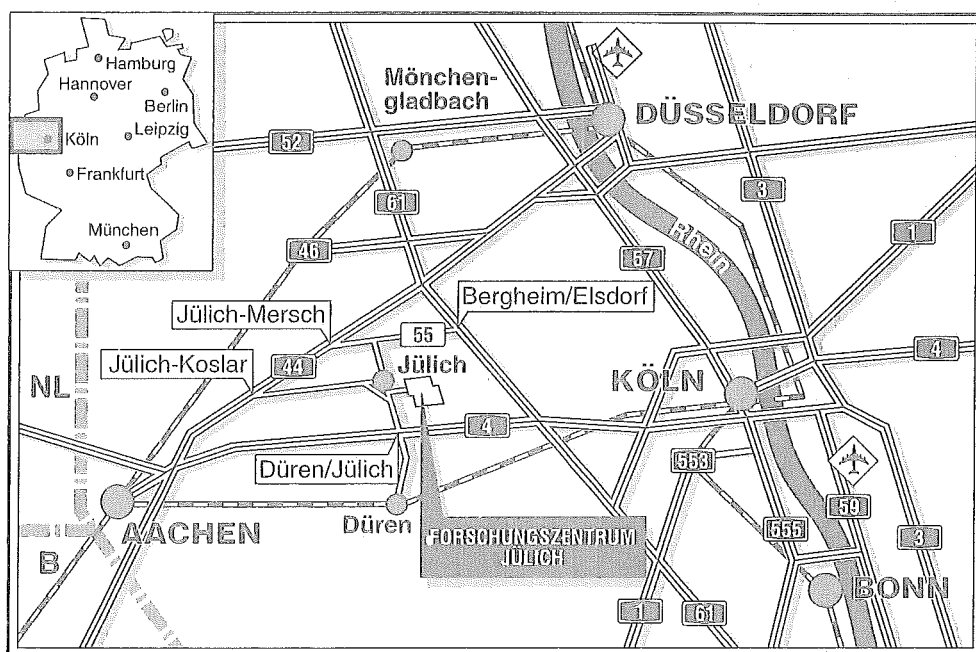 Hamburg
Hannover
Berlin
Köln
Leipzig
Frankfurt
München
Mönchen-
gladbach
DÜSSELDORF
52
3
61
1
46
57
Rhein
Bergheim/Elsdorf
Jülich-Mersch
55
4
Jülich-Koslar
44
Jülich
KÖLN
NL
4
Düren/Jülich
553
59
AACHEN
Düren
FORSCHUNGSZENTRUM
JÜLICH
555
3
B
BONN
1
61